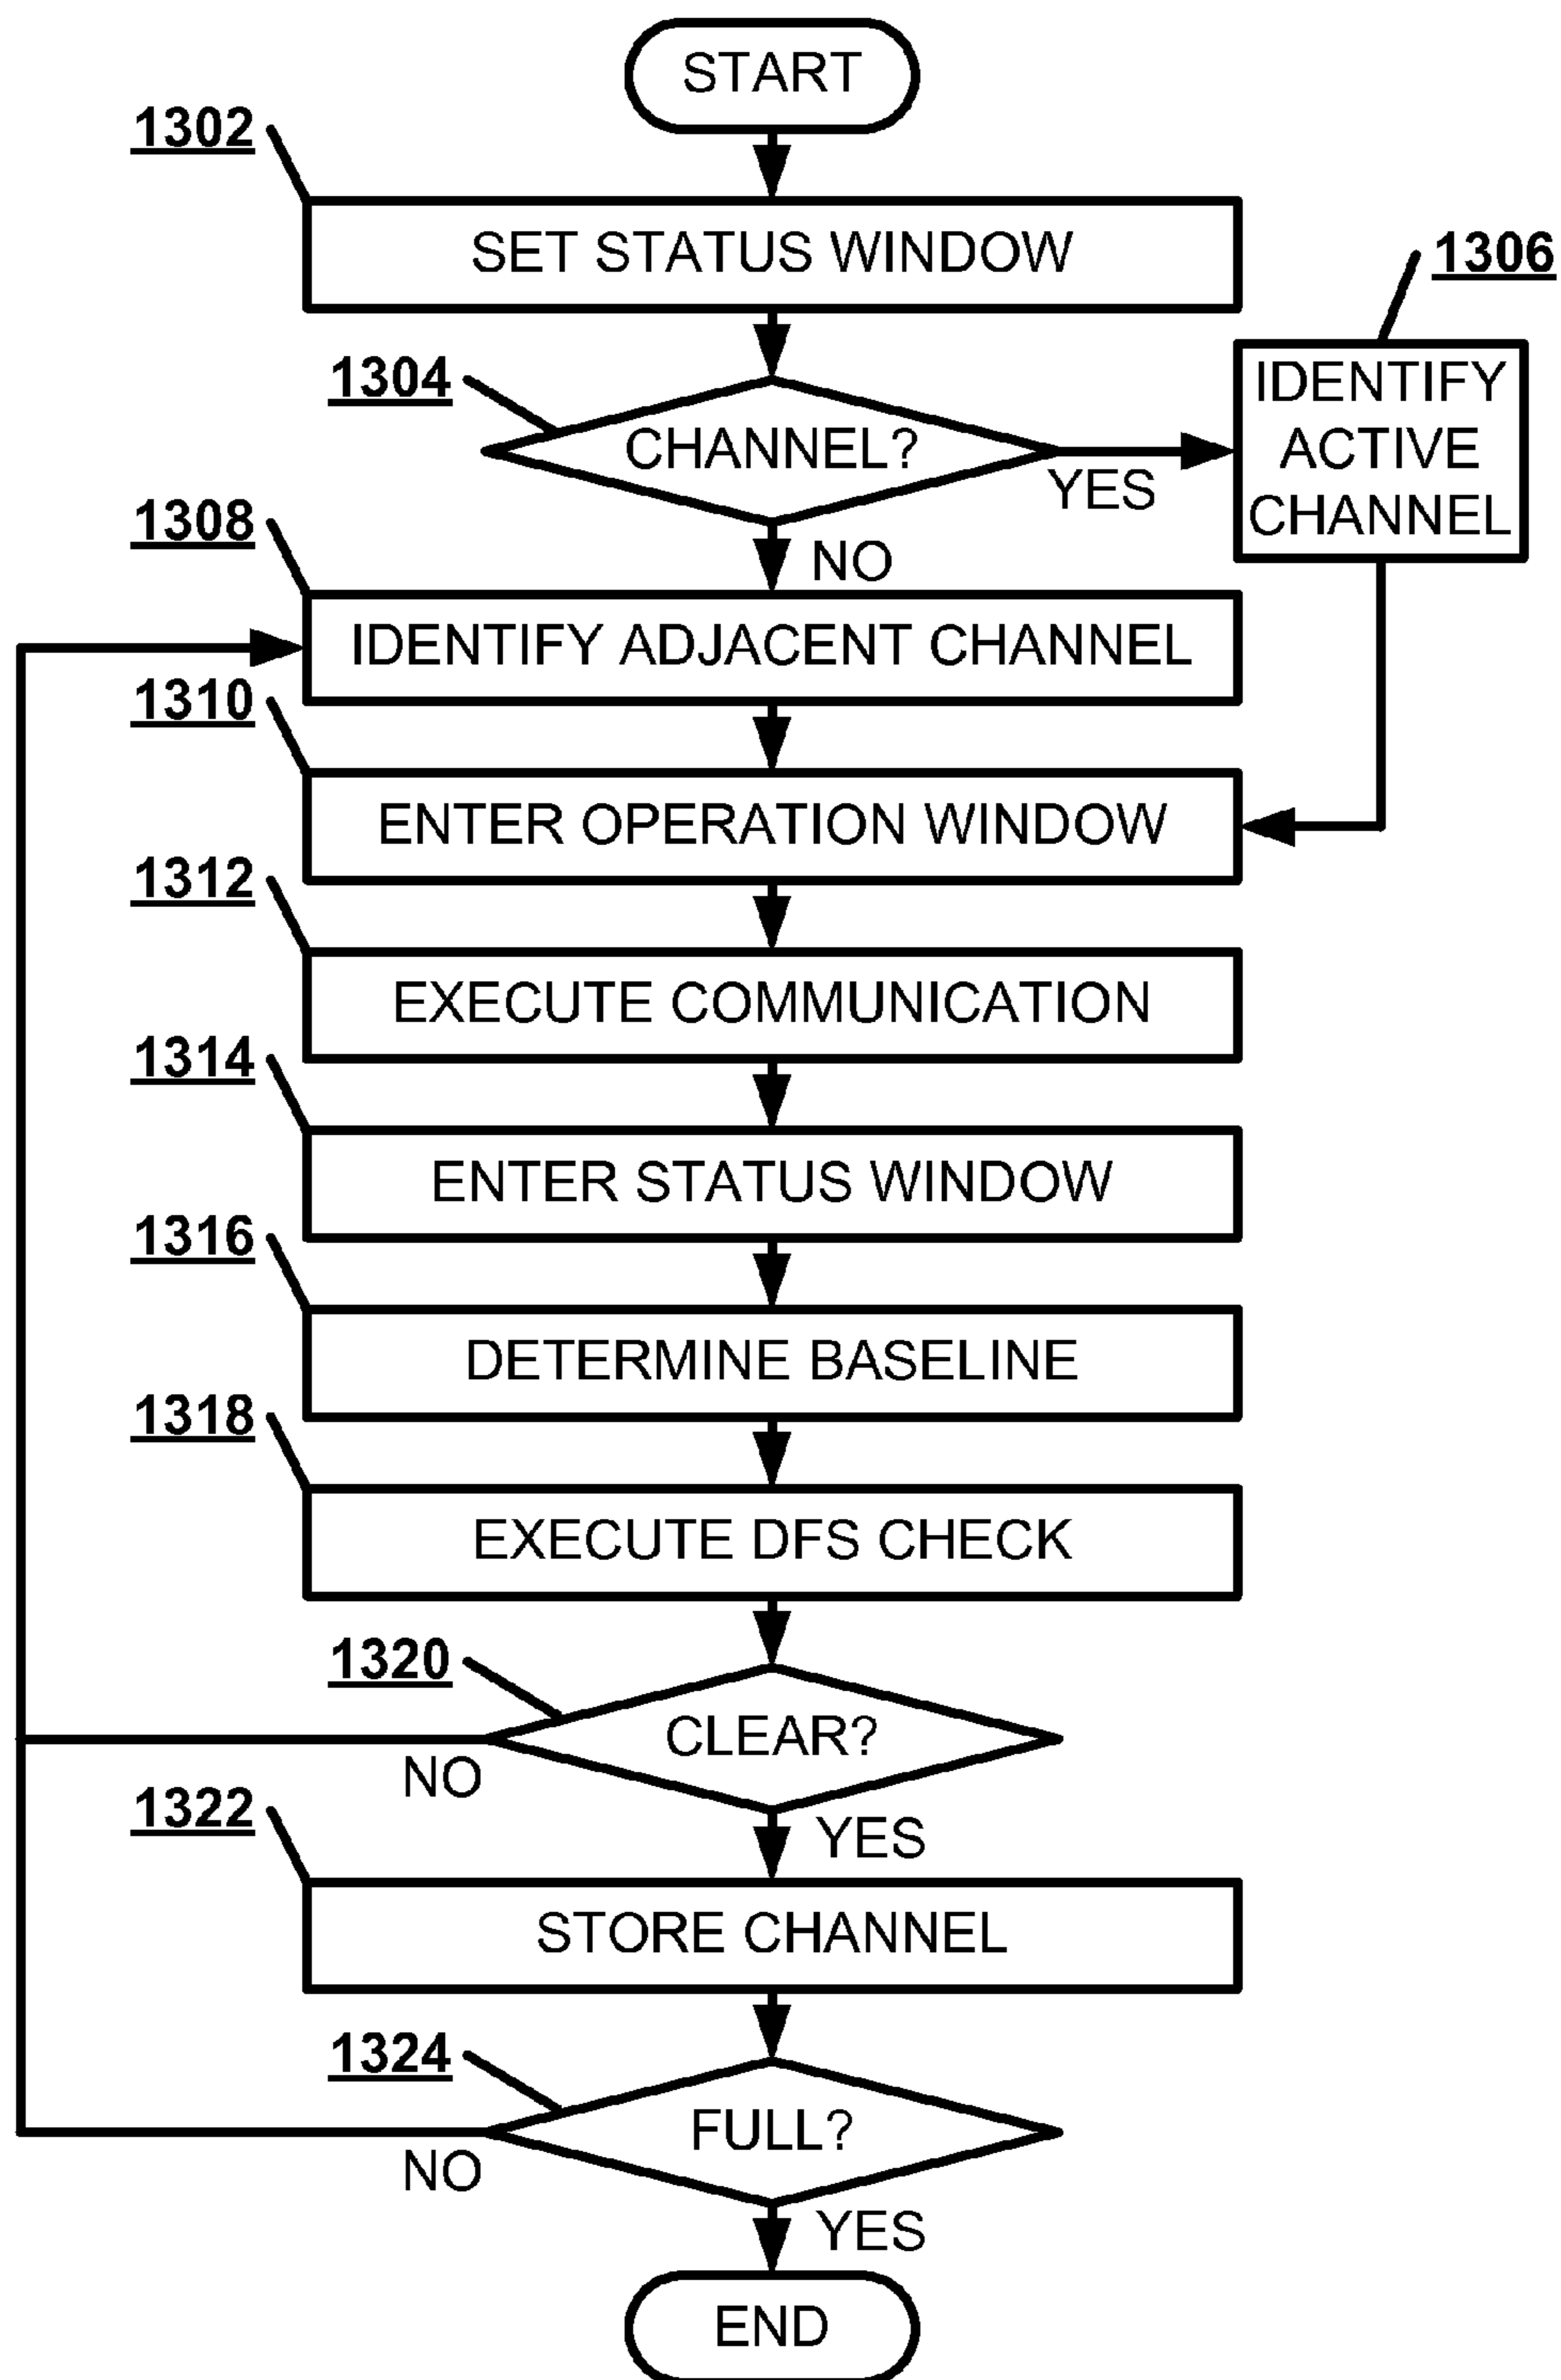 START
1302
SET STATUS WINDOW
1306
IDENTIFY
ACTIVE
CHANNEL
1304
CHANNEL?
YES
NO
1308
IDENTIFY ADJACENT CHANNEL
1310
ENTER OPERATION WINDOW
1312
EXECUTE COMMUNICATION
1314
ENTER STATUS WINDOW
1316
DETERMINE BASELINE
1318
EXECUTE DFS CHECK
1320
CLEAR?
NO
YES
1322
STORE CHANNEL
1324
FULL?
NO
YES
END